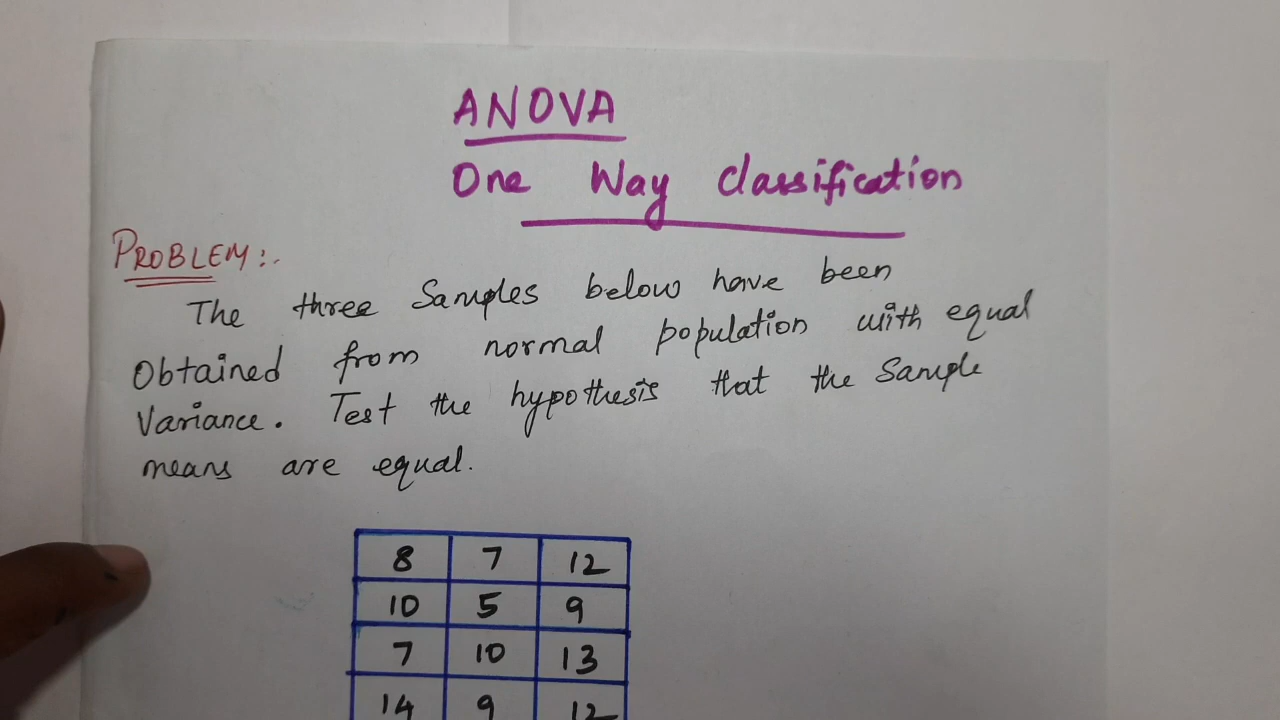 ANOVA
One Way Classification
PROBLEM:-
The three Samples below have been
Obtained from normal population with equal
Variance. Test the hypothesis that the Sample
means are equal.
8 7 12
10 5 9
7 10 13
14 9 12